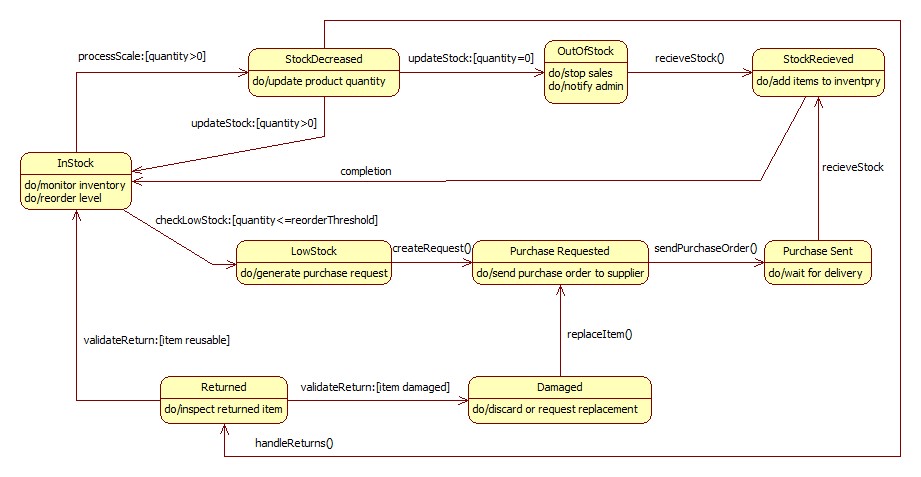 processScale:[quantity>0]
StockDecreased
do/update product quantity
updateStock:[quantity=0]
OutOfStock
do/stop sales
do/notify admin
recieveStock()
StockRecieved
do/add items to inventpry
updateStock:[quantity>0]
InStock
do/monitor inventory
do/reorder level
completion
recieveStock
checkLowStock:[quantity<=reorderThreshold]
LowStock
do/generate purchase request
createRequest()
Purchase Requested
do/send purchase order to supplier
sendPurchaseOrder()
Purchase Sent
do/wait for delivery
validateReturn:[item reusable]
replaceItem()
Returned
do/inspect returned item
validateReturn:[item damaged]
Damaged
do/discard or request replacement
handleReturns()